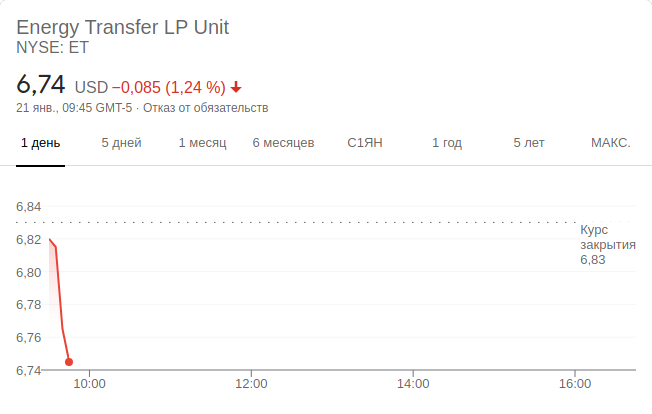 Energy Transfer LP Unit
NYSE: ET
6,74 USD −0,085 (1,24 %)
21 янв., 09:45 GMT-5 · Отказ от обязательств
1 день 5 дней 1 месяц 6 месяцев С1ЯН 1 год 5 лет МАКС.
6,84
Курс
закрытия
6,83
6,82
6,80
6,78
6,76
6,74
10:00 12:00 14:00 16:00